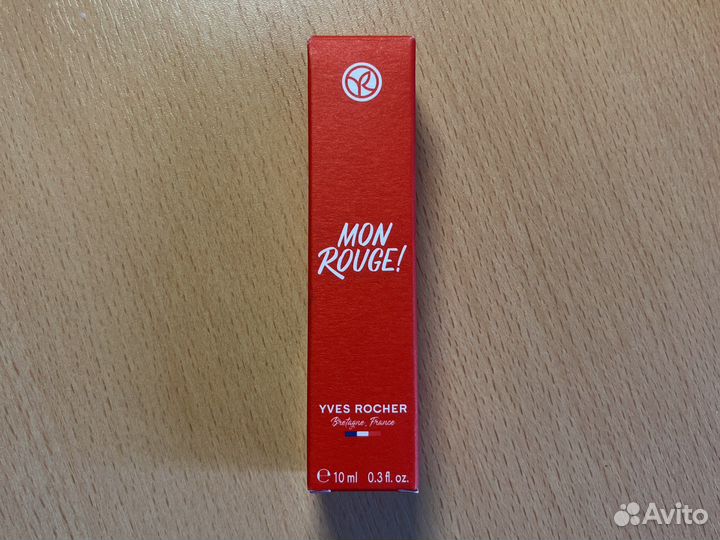 MON
ROUGE!
YVES ROCHER
Bretagne, France
℮ 10 ml 0.3 fl. oz.
Avito